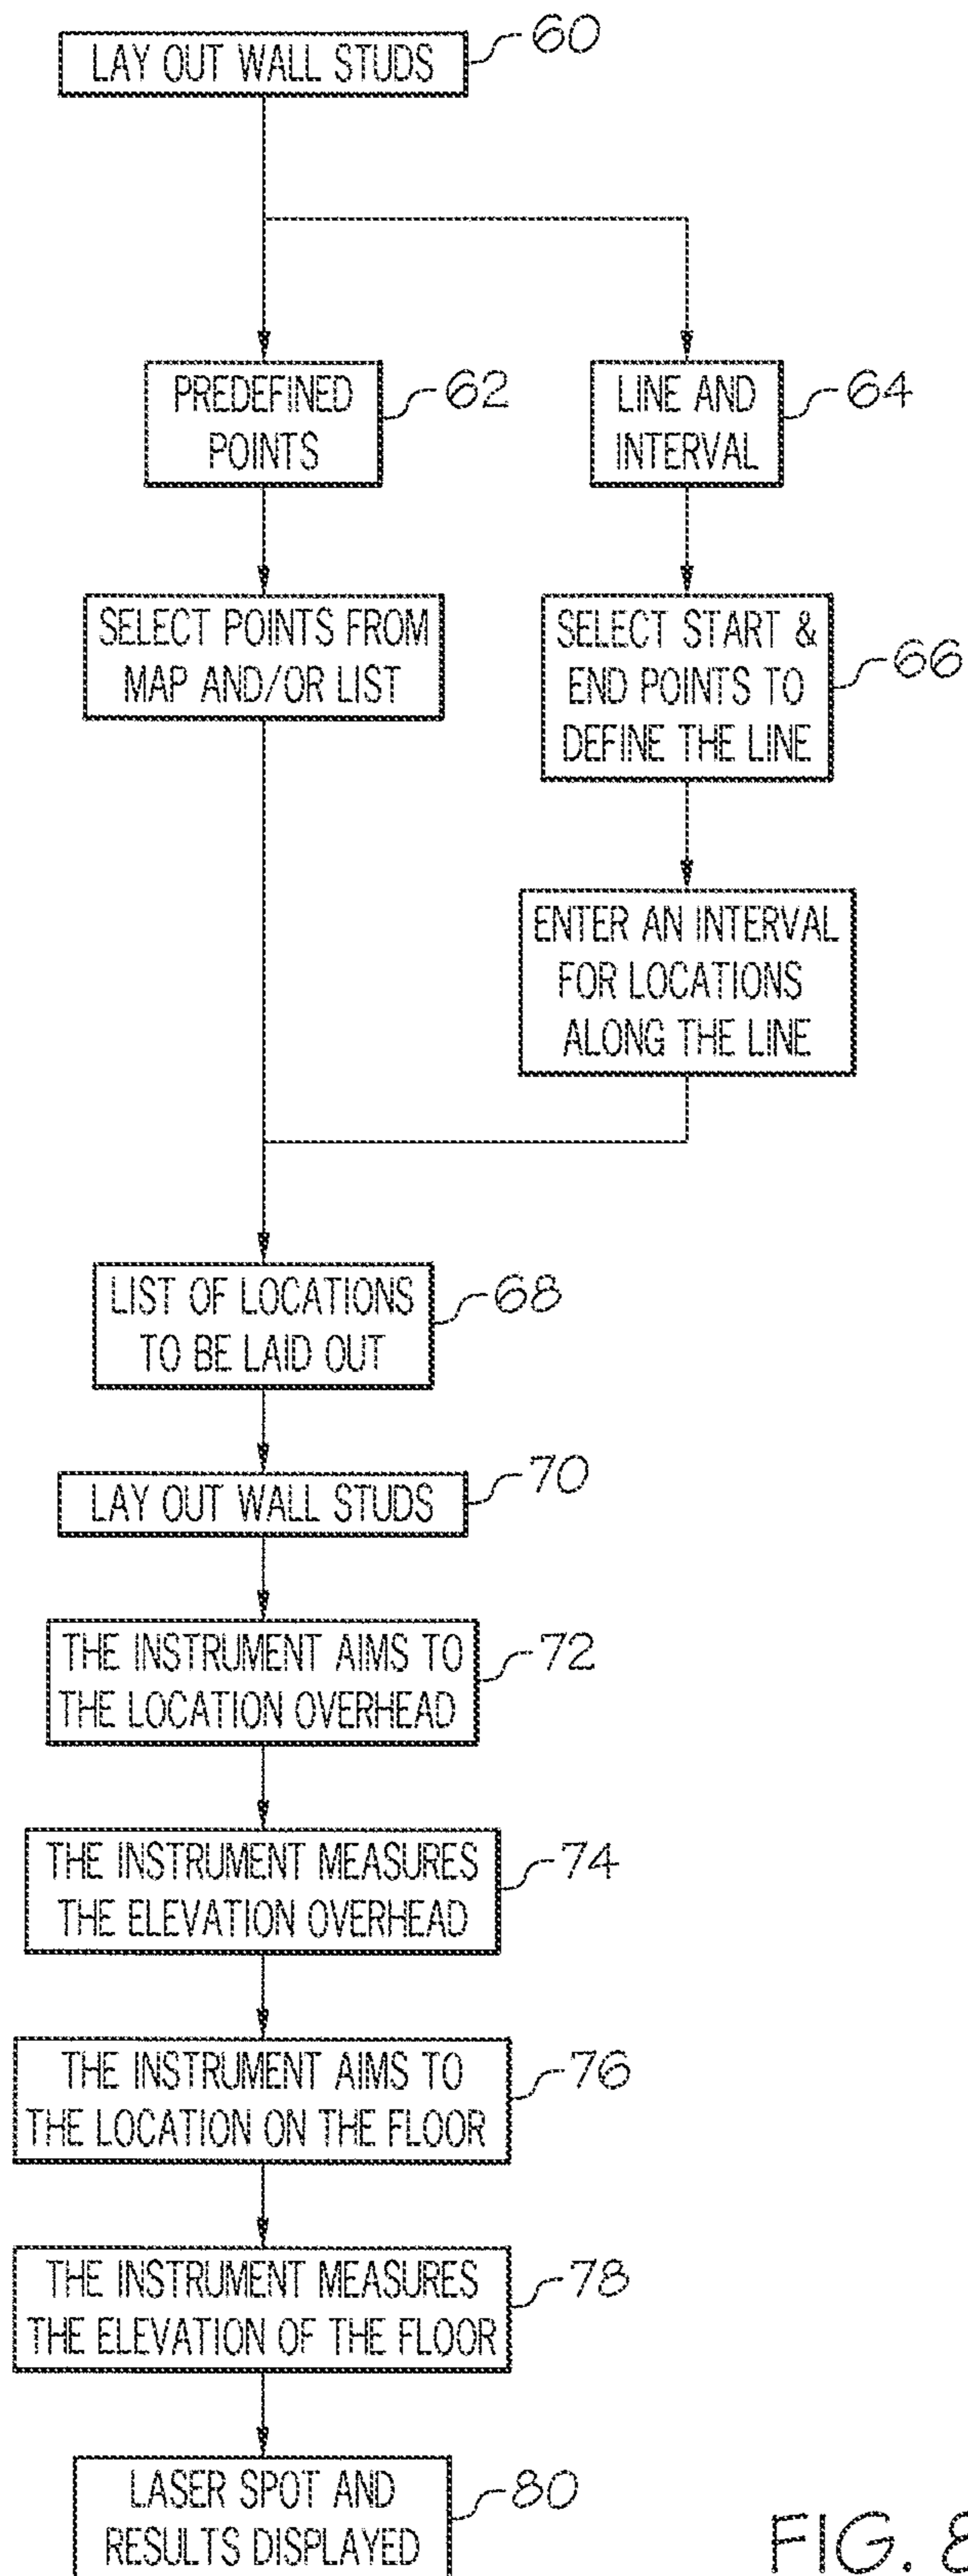 LAY OUT WALL STUDS
60
PREDEFINED
POINTS
62
LINE AND
INTERVAL
64
SELECT POINTS FROM
MAP AND/OR LIST
SELECT START &
END POINTS TO
DEFINE THE LINE
66
ENTER AN INTERVAL
FOR LOCATIONS
ALONG THE LINE
LIST OF LOCATIONS
TO BE LAID OUT
68
LAY OUT WALL STUDS
70
THE INSTRUMENT AIMS TO
THE LOCATION OVERHEAD
72
THE INSTRUMENT MEASURES
THE ELEVATION OVERHEAD
74
THE INSTRUMENT AIMS TO
THE LOCATION ON THE FLOOR
76
THE INSTRUMENT MEASURES
THE ELEVATION OF THE FLOOR
78
LASER SPOT AND
RESULTS DISPLAYED
80
FIG. 8